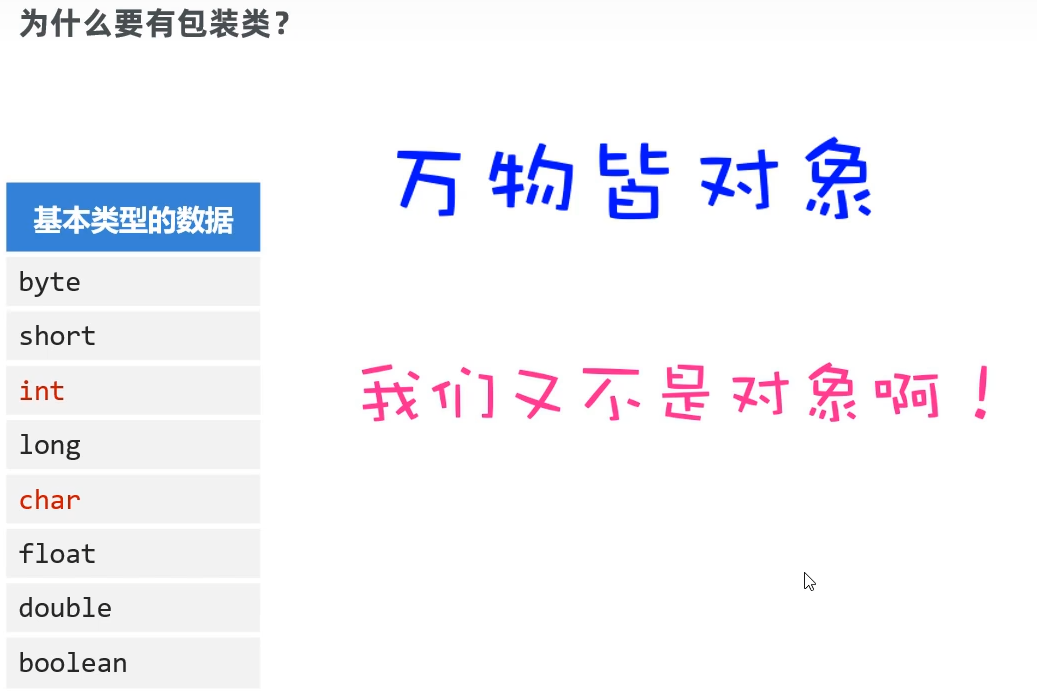 为什么要有包装类？
万物皆对象
基本类型的数据
byte
short
int
我们又不是对象啊！
long
char
float
double
boolean